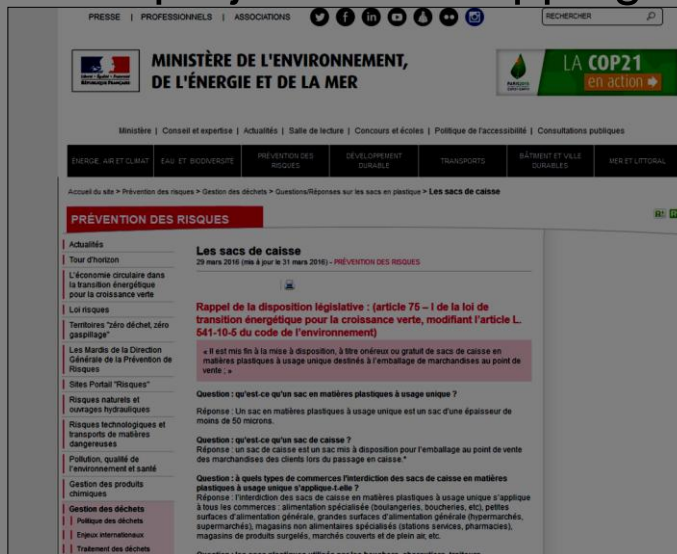 PRESSE | PROFESSIONNELS | ASSOCIATIONS
RECHERCHER
MINISTÈRE DE L'ENVIRONNEMENT,
DE L'ÉNERGIE ET DE LA MER
LA COP21
en action
Ministère | Conseil et expertise | Actualités | Salle de lecture | Concours et écoles | Politique de l'accessibilité | Consultations publiques
ENERGIE, AIR ET CLIMAT
EAU ET BIODIVERSITÉ
PRÉVENTION DES
RISQUES
DÉVELOPPEMENT
DURABLE
TRANSPORTS
BÂTIMENT ET VILLE
DURABLES
MER ET LITTORAL
Accueil du site > Prévention des risques > Gestion des déchets > Questions/Réponses sur les sacs en plastique > Les sacs de caisse
PRÉVENTION DES RISQUES
Actualités
Tour d'horizon
L'économie circulaire dans
la transition énergétique
pour la croissance verte
Loi risques
Territoires "zéro déchet, zéro
gaspillage"
Les Mardis de la Direction
Générale de la Prévention de
Risques
Sites Portail "Risques"
Risques naturels et
ouvrages hydrauliques
Risques technologiques et
transports de matières
dangereuses
Pollution, qualité de
l'environnement et santé
Gestion des produits
chimiques
Gestion des déchets
Politique des déchets
Enjeux internationaux
Traitement des déchets
Les sacs de caisse
29 mars 2016 (mis à jour le 31 mars 2016) - PRÉVENTION DES RISQUES
Rappel de la disposition législative : (article 75 – I de la loi de
transition énergétique pour la croissance verte, modifiant l'article L.
541-10-5 du code de l'environnement)
« Il est mis fin à la mise à disposition, à titre onéreux ou gratuit de sacs de caisse en
matières plastiques à usage unique destinés à l'emballage de marchandises au point de
vente ; »
Question : qu'est-ce qu'un sac en matières plastiques à usage unique ?
Réponse : Un sac en matières plastiques à usage unique est un sac d'une épaisseur de
moins de 50 microns.
Question : qu'est-ce qu'un sac de caisse ?
Réponse : un sac de caisse est un sac mis à disposition pour l'emballage au point de vente
des marchandises des clients lors du passage en caisse.*
Question : à quels types de commerces l'interdiction des sacs de caisse en matières
plastiques à usage unique s'applique-t-elle ?
Réponse : l'interdiction des sacs de caisse en matières plastiques à usage unique s'applique
à tous les commerces : alimentation spécialisée (boulangeries, boucheries, etc), petites
surfaces d'alimentation générale, grandes surfaces d'alimentation générale (hypermarchés,
supermarchés), magasins non alimentaires spécialisés (stations services, pharmacies),
magasins de produits surgelés, marchés couverts et de plein air, etc.